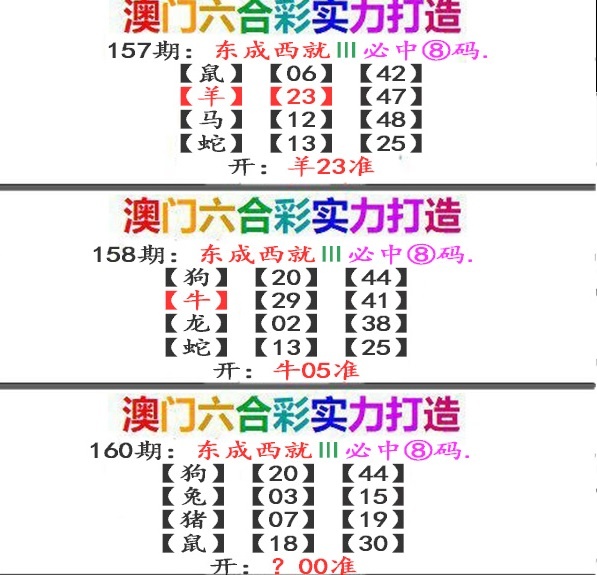 澳门六合彩实力打造
157期：东成西就III必中⑧码.
【鼠】【06】【42】
【羊】【23】【47】
【马】【12】【48】
【蛇】【13】【25】
开：羊23准
澳门六合彩实力打造
158期：东成西就III必中⑧码.
【狗】【20】【44】
【牛】【29】【41】
【龙】【02】【38】
【蛇】【13】【25】
开：牛05准
澳门六合彩实力打造
160期：东成西就III必中⑧码.
【狗】【20】【44】
【兔】【03】【15】
【猪】【07】【19】
【鼠】【18】【30】
开：？00准